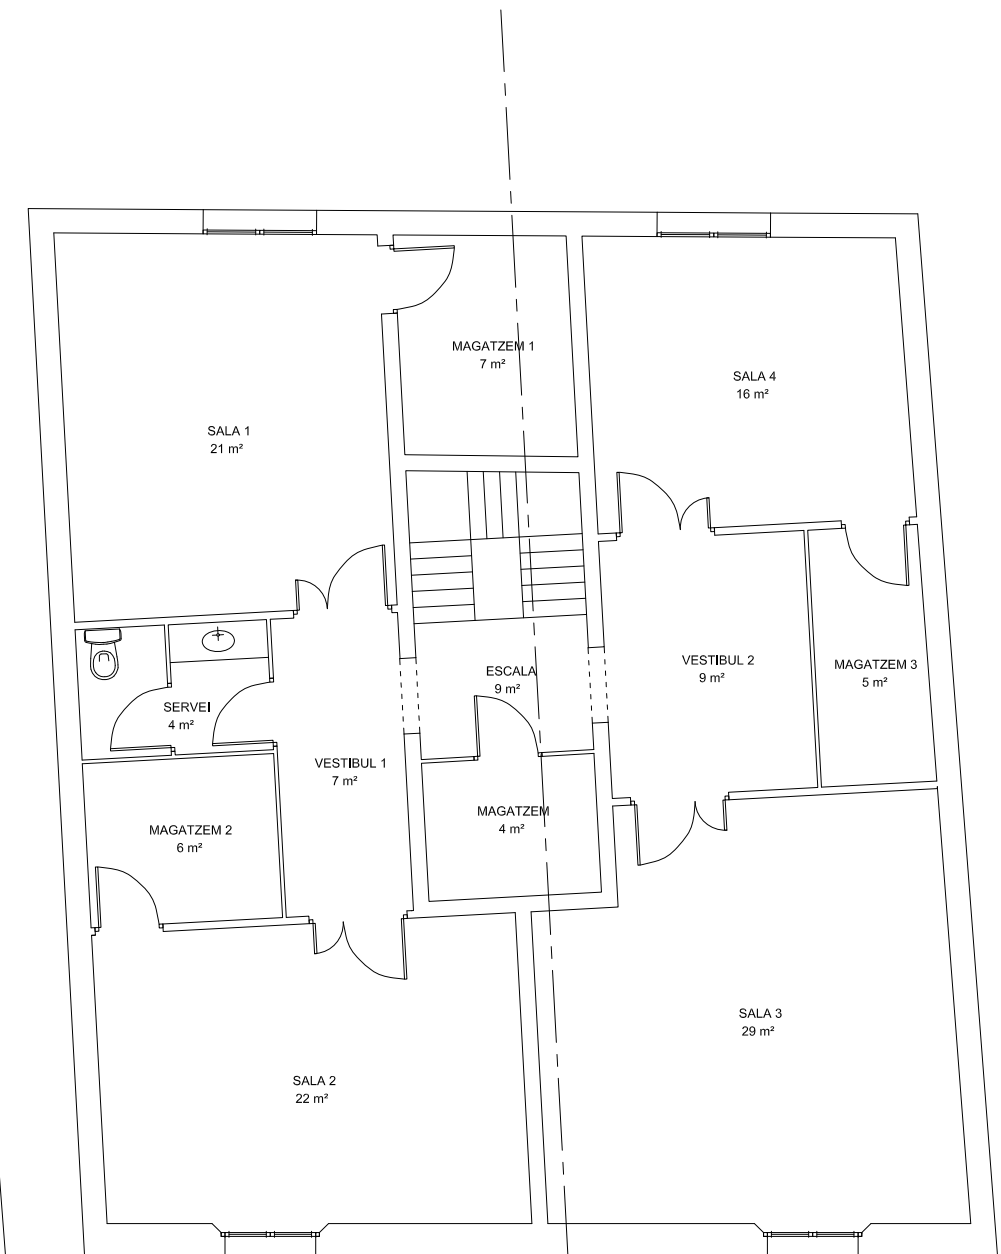 MAGATZEM 1
7 m²
SALA 4
16 m²
SALA 1
21 m²
VESTIBUL 2
9 m²
MAGATZEM 3
5 m²
ESCALA
9 m²
SERVEI
4 m²
VESTIBUL 1
7 m²
MAGATZEM
4 m²
MAGATZEM 2
6 m²
SALA 3
29 m²
SALA 2
22 m²